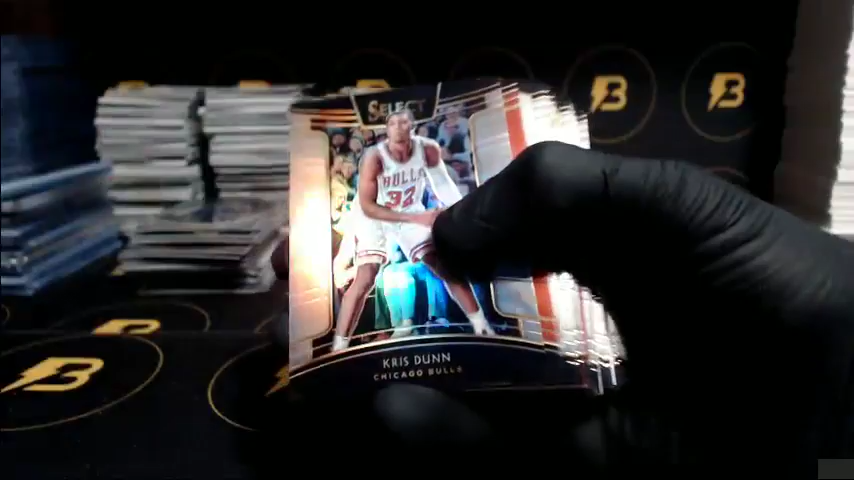 SELECT
BULLS
32
KRIS DUNN
CHICAGO BULLS